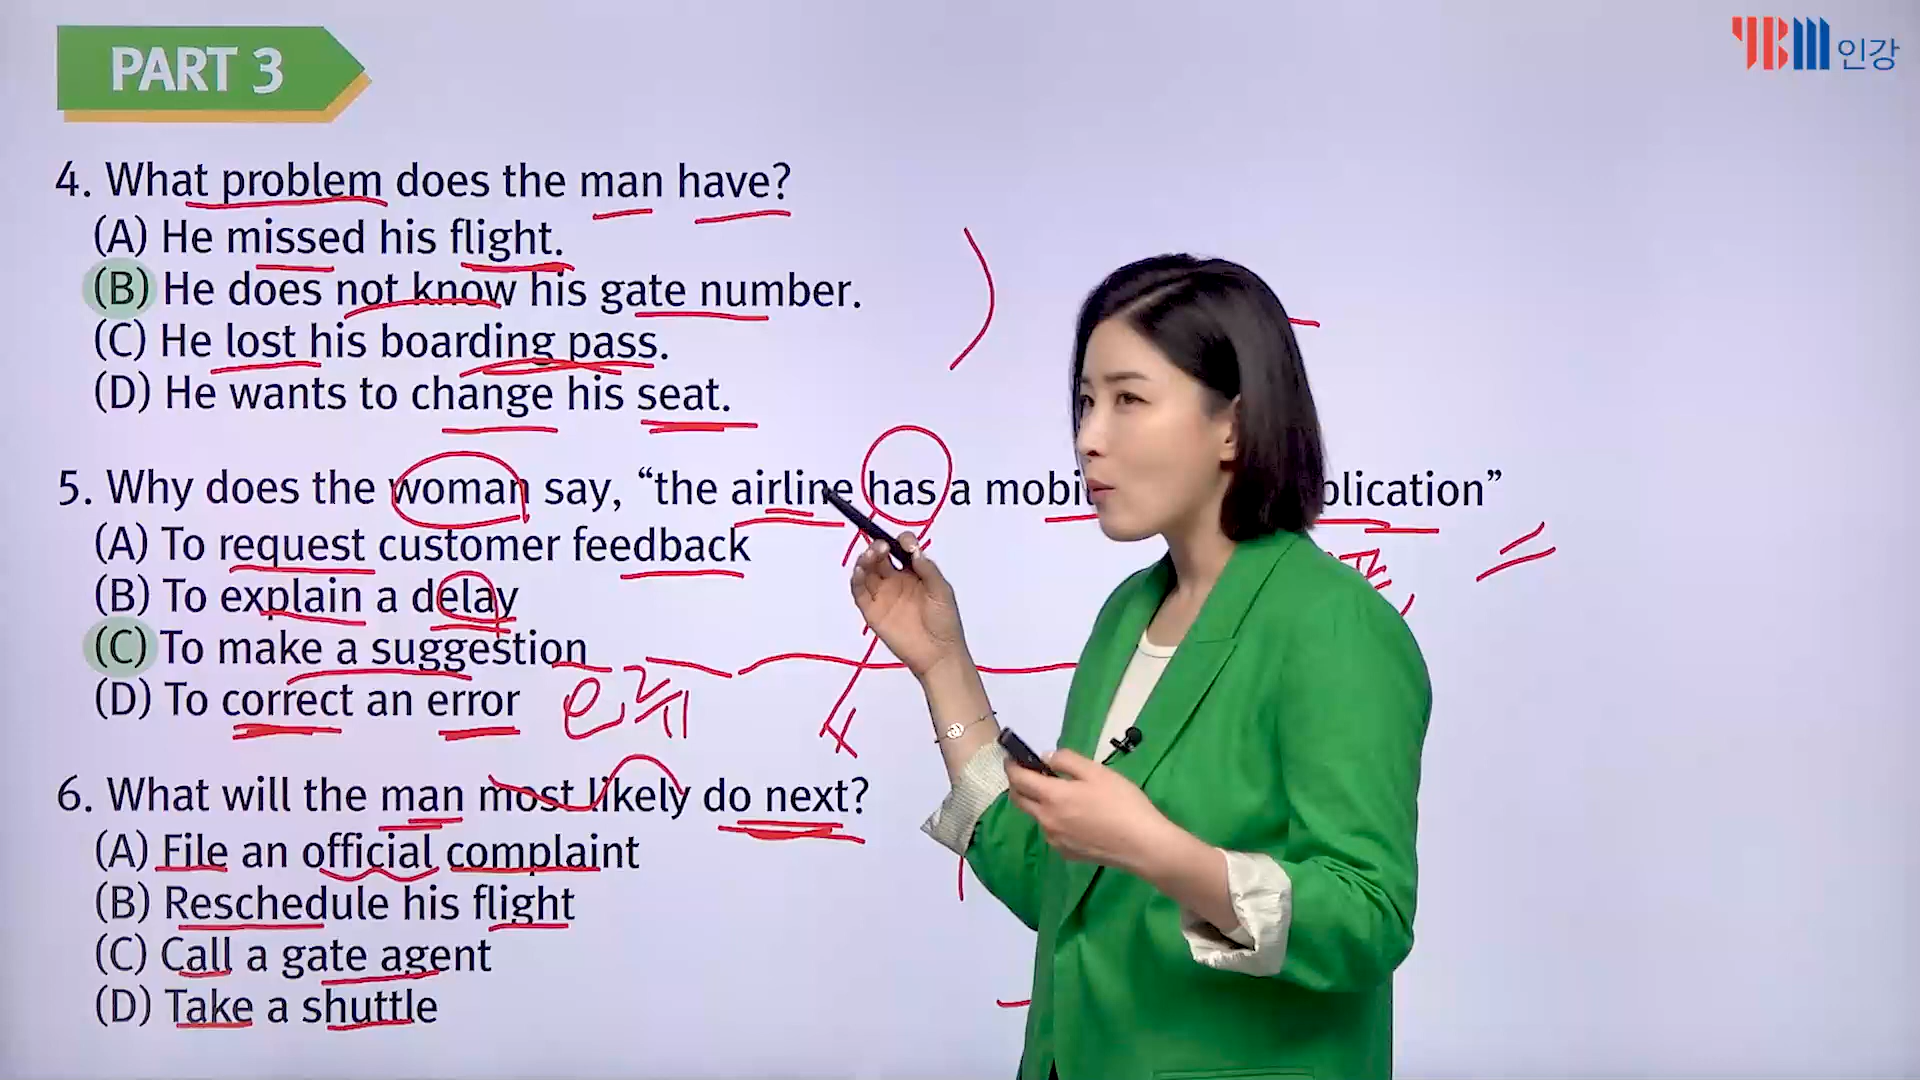 PART 3
YBM 인강
4. What problem does the man have?
(A) He missed his flight.
(B) He does not know his gate number.
(C) He lost his boarding pass.
(D) He wants to change his seat.
5. Why does the woman say, “the airline has a mobi plication”
(A) To request customer feedback
(B) To explain a delay
(C) To make a suggestion
(D) To correct an error
오류
6. What will the man most likely do next?
(A) File an official complaint
(B) Reschedule his flight
(C) Call a gate agent
(D) Take a shuttle